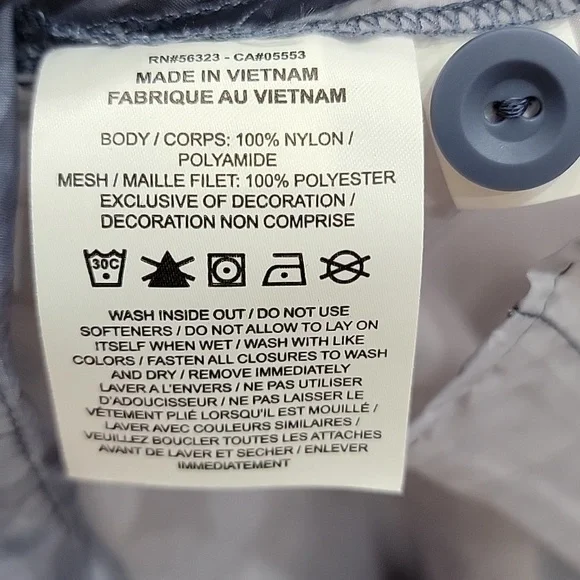 RN#56323 - CA#05553
MADE IN VIETNAM
FABRIQUE AU VIETNAM
BODY / CORPS: 100% NYLON /
POLYAMIDE
MESH / MAILLE FILET: 100% POLYESTER
EXCLUSIVE OF DECORATION /
DECORATION NON COMPRISE
30C
WASH INSIDE OUT / DO NOT USE
SOFTENERS / DO NOT ALLOW TO LAY ON
ITSELF WHEN WET / WASH WITH LIKE
COLORS / FASTEN ALL CLOSURES TO WASH
AND DRY / REMOVE IMMEDIATELY
LAVER A L'ENVERS / NE PAS UTILISER
D'ADOUCISSEUR / NE PAS LAISSER LE
VÊTEMENT PLIÉ LORSQU'IL EST MOUILLÉ /
LAVER AVEC COULEURS SIMILAIRES /
VEUILLEZ BOUCLER TOUTES LES ATTACHES
AVANT DE LAVER ET SECHER / ENLEVER
IMMEDIATEMENT